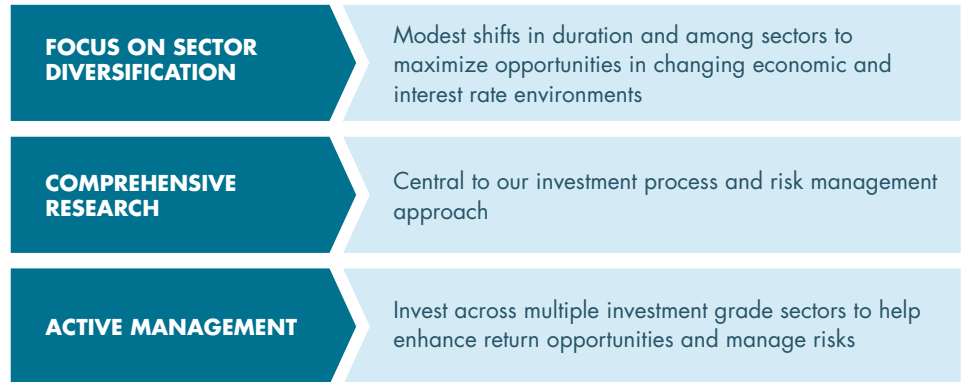 FOCUS ON SECTOR
DIVERSIFICATION
Modest shifts in duration and among sectors to
maximize opportunities in changing economic and
interest rate environments
COMPREHENSIVE
RESEARCH
Central to our investment process and risk management
approach
ACTIVE MANAGEMENT
Invest across multiple investment grade sectors to help
enhance return opportunities and manage risks